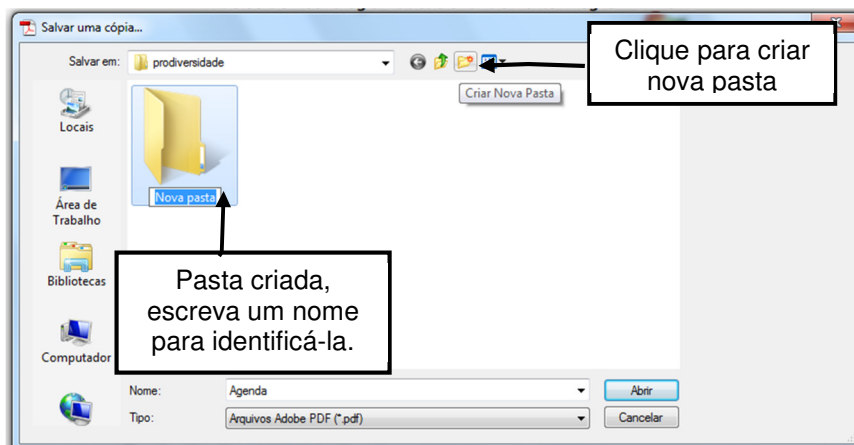 Salvar uma cópia...
Clique para criar
nova pasta
Salvar em:
prodiversidade
Criar Nova Pasta
Locais
Nova pasta
Área de
Trabalho
Pasta criada,
escreva um nome
para identificá-la.
Bibliotecas
Computador
Nome:
Agenda
Abrir
Tipo:
Arquivos Adobe PDF (*.pdf)
Cancelar